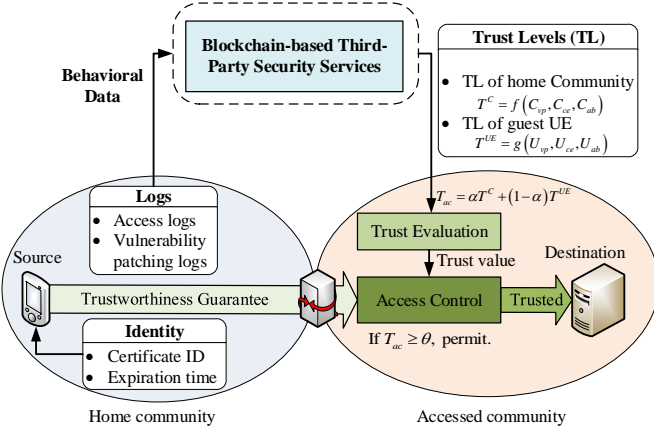 Blockchain-based Third-
Party Security Services
Behavioral
Data
Trust Levels (TL)
• TL of home Community
T^C = f(C_vp, C_ce, C_ab)
• TL of guest UE
T^UE = g(U_vp, U_ce, U_ab)
Logs
• Access logs
• Vulnerability
patching logs
T_ac = αT^C + (1−α)T^UE
Trust Evaluation
Trust value
Source
Destination
Trustworthiness Guarantee
Access Control
Trusted
If T_ac ≥ θ, permit.
Identity
• Certificate ID
• Expiration time
Home community
Accessed community